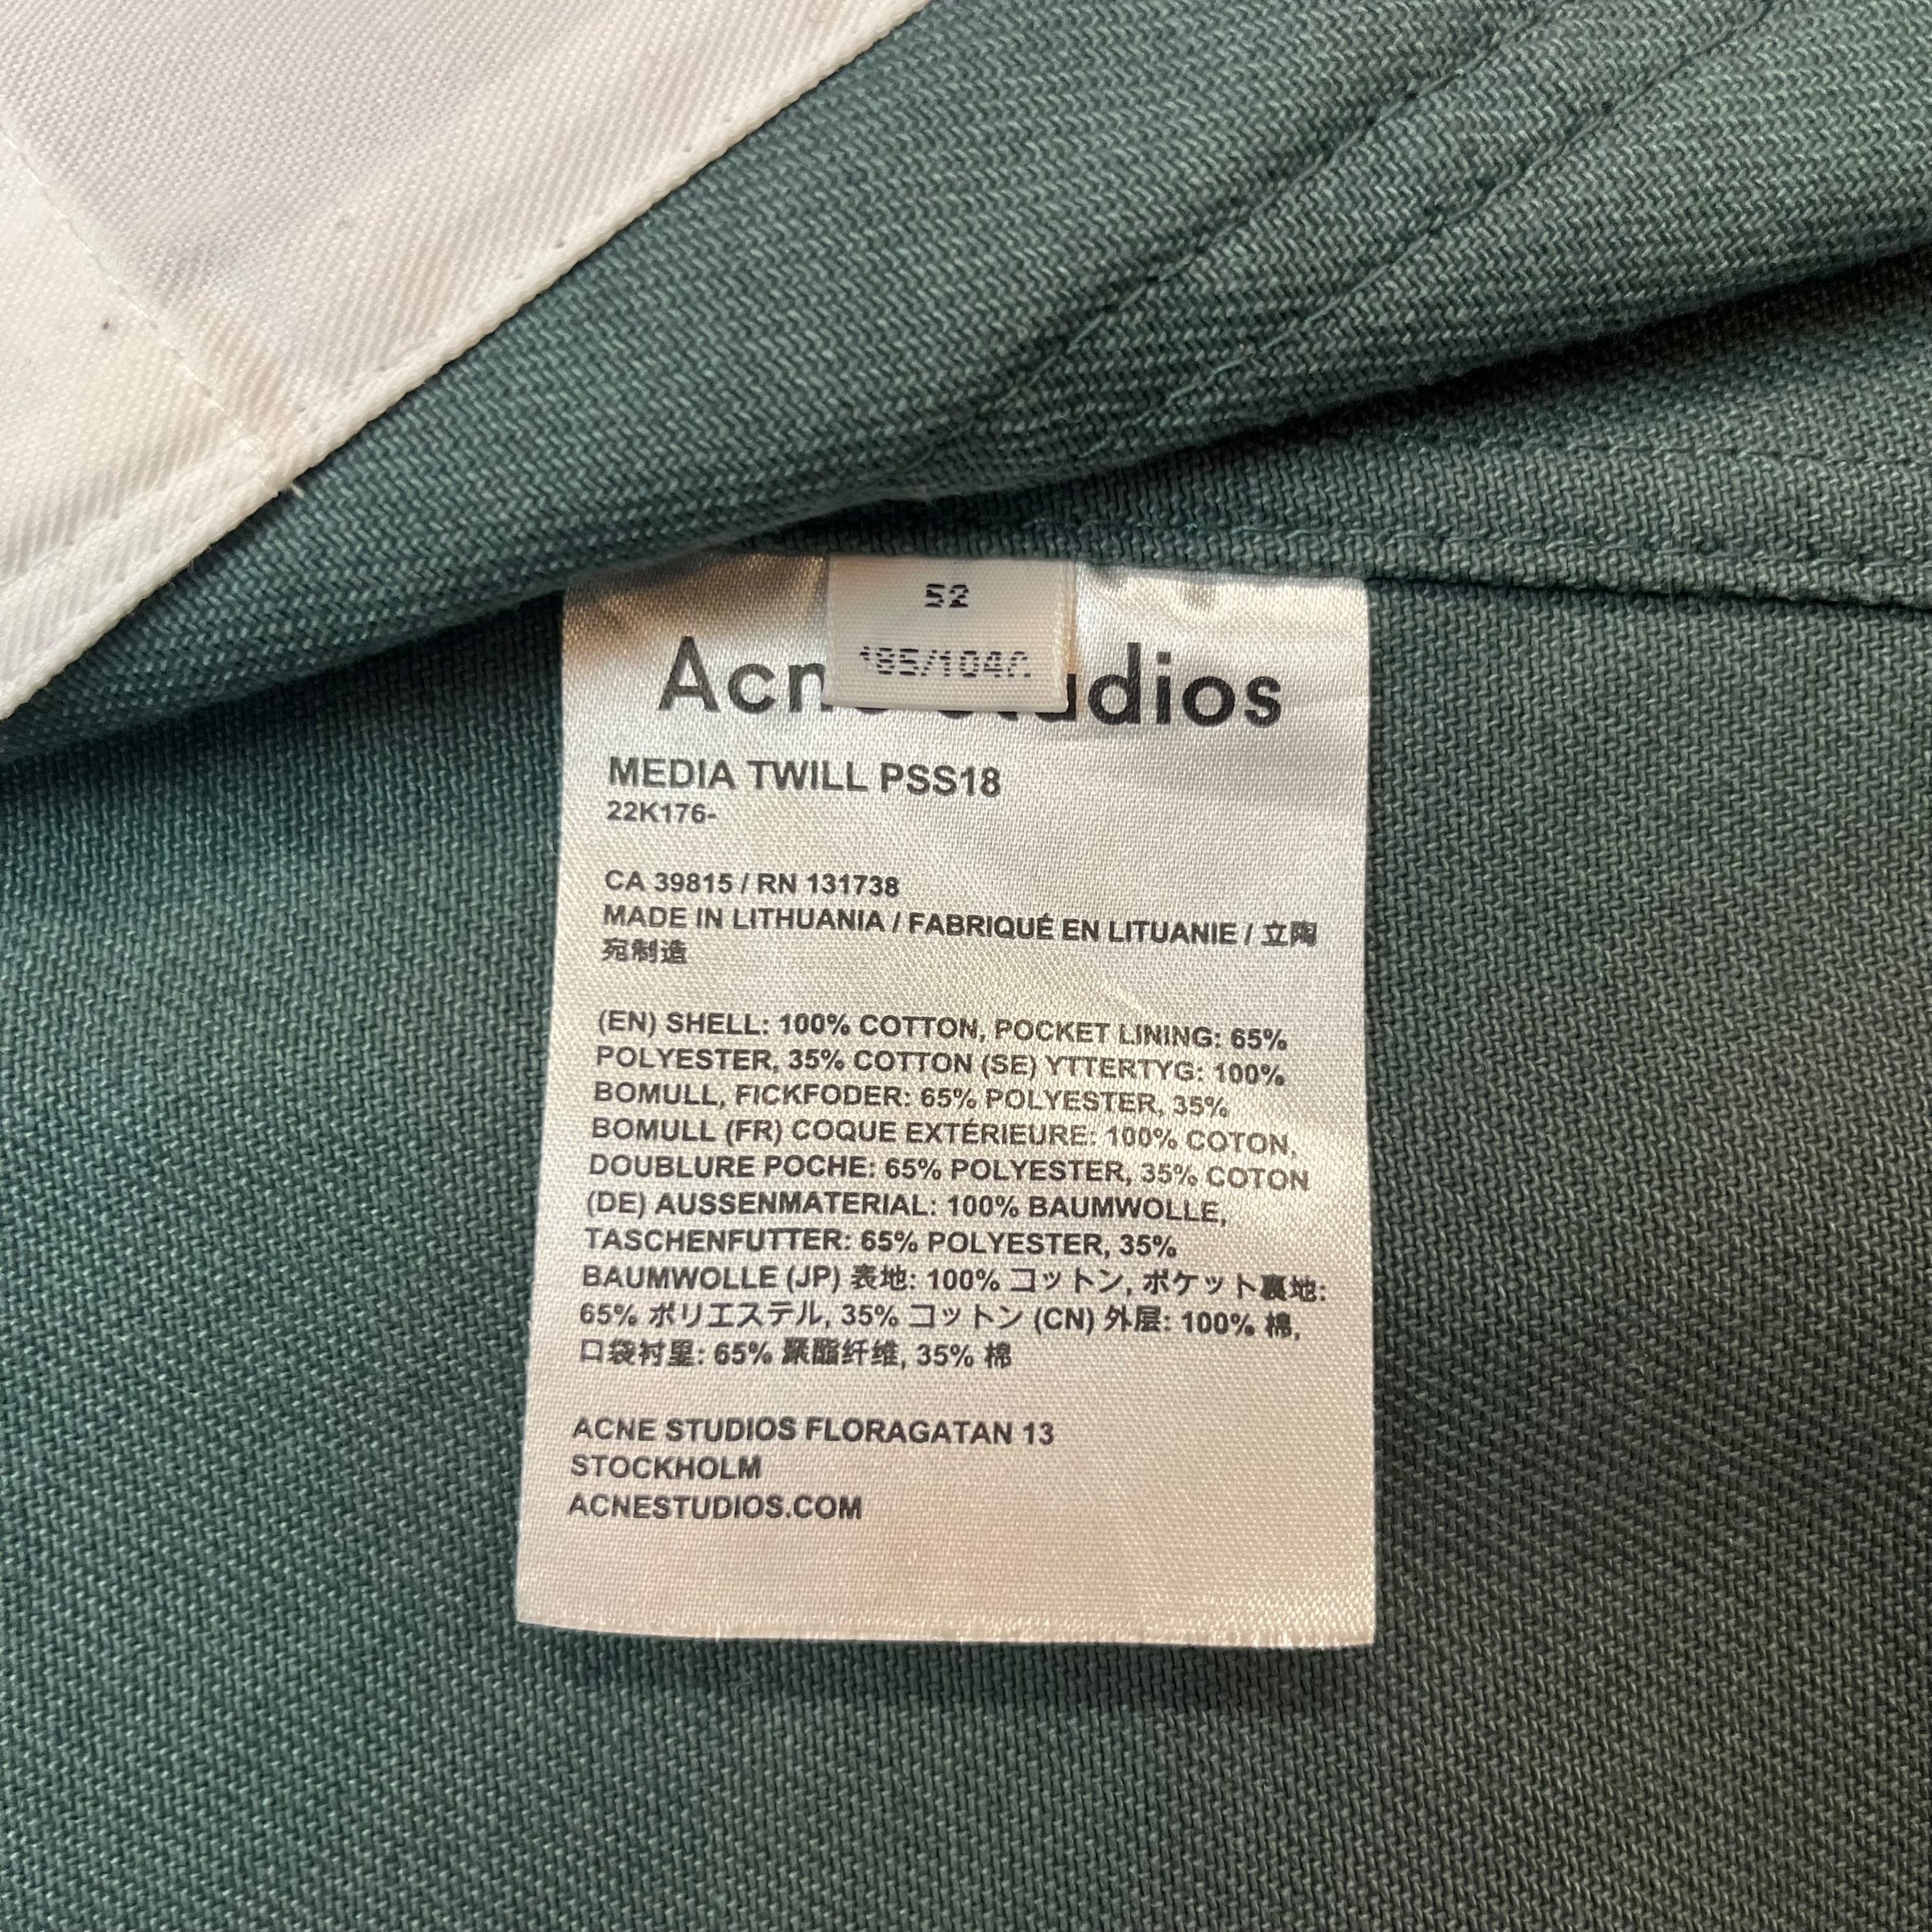 52
Acne Studios
MEDIA TWILL PSS18
22K176-
CA 39815 / RN 131738
MADE IN LITHUANIA / FABRIQUÉ EN LITUANIE / 立陶
宛制造
(EN) SHELL: 100% COTTON, POCKET LINING: 65%
POLYESTER, 35% COTTON (SE) YTTERTYG: 100%
BOMULL, FICKFODER: 65% POLYESTER, 35%
BOMULL (FR) COQUE EXTÉRIEURE: 100% COTON,
DOUBLURE POCHE: 65% POLYESTER, 35% COTON
(DE) AUSSENMATERIAL: 100% BAUMWOLLE,
TASCHENFUTTER: 65% POLYESTER, 35%
BAUMWOLLE (JP) 表地: 100% コットン, ポケット裏地:
65% ポリエステル, 35% コットン (CN) 外层: 100% 棉,
口袋衬里: 65% 聚酯纤维, 35% 棉
ACNE STUDIOS FLORAGATAN 13
STOCKHOLM
ACNESTUDIOS.COM